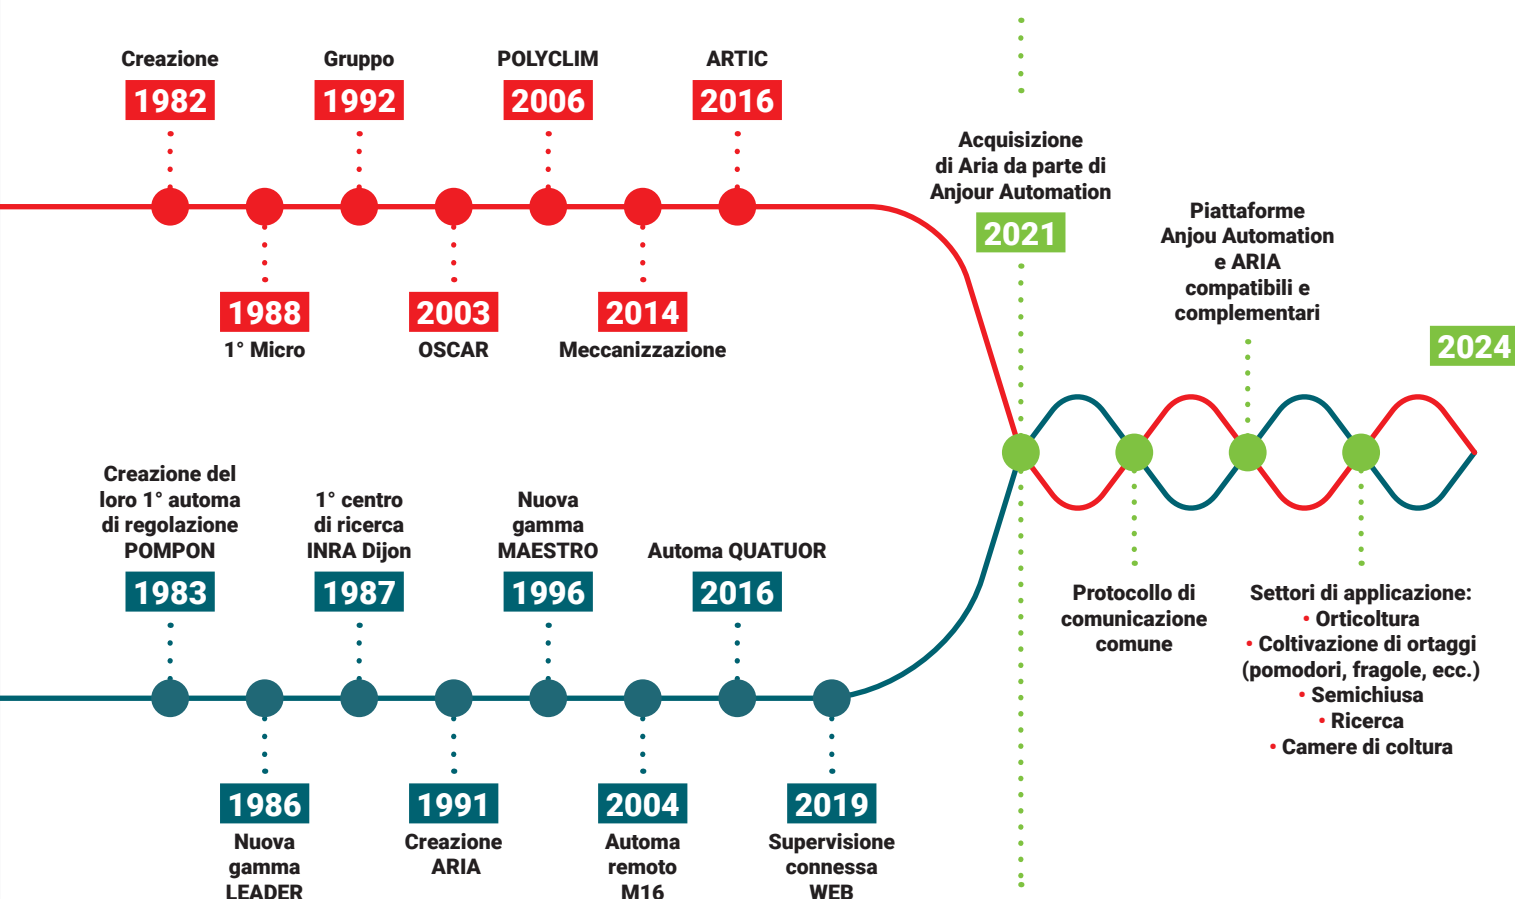 Creazione
1982
Gruppo
1992
POLYCLIM
2006
ARTIC
2016
1988
1° Micro
2003
OSCAR
2014
Meccanizzazione
Acquisizione
di Aria da parte di
Anjour Automation
2021
Piattaforme
Anjou Automation
e ARIA
compatibili e
complementari
2024
Creazione del
loro 1° automa
di regolazione
POMPON
1983
1° centro
di ricerca
INRA Dijon
1987
Nuova
gamma
MAESTRO
1996
Automa QUATUOR
2016
1986
Nuova
gamma
LEADER
1991
Creazione
ARIA
2004
Automa
remoto
M16
2019
Supervisione
connessa
WEB
Protocollo di
comunicazione
comune
Settori di applicazione:
• Orticoltura
• Coltivazione di ortaggi
(pomodori, fragole, ecc.)
• Semichiusa
• Ricerca
• Camere di coltura